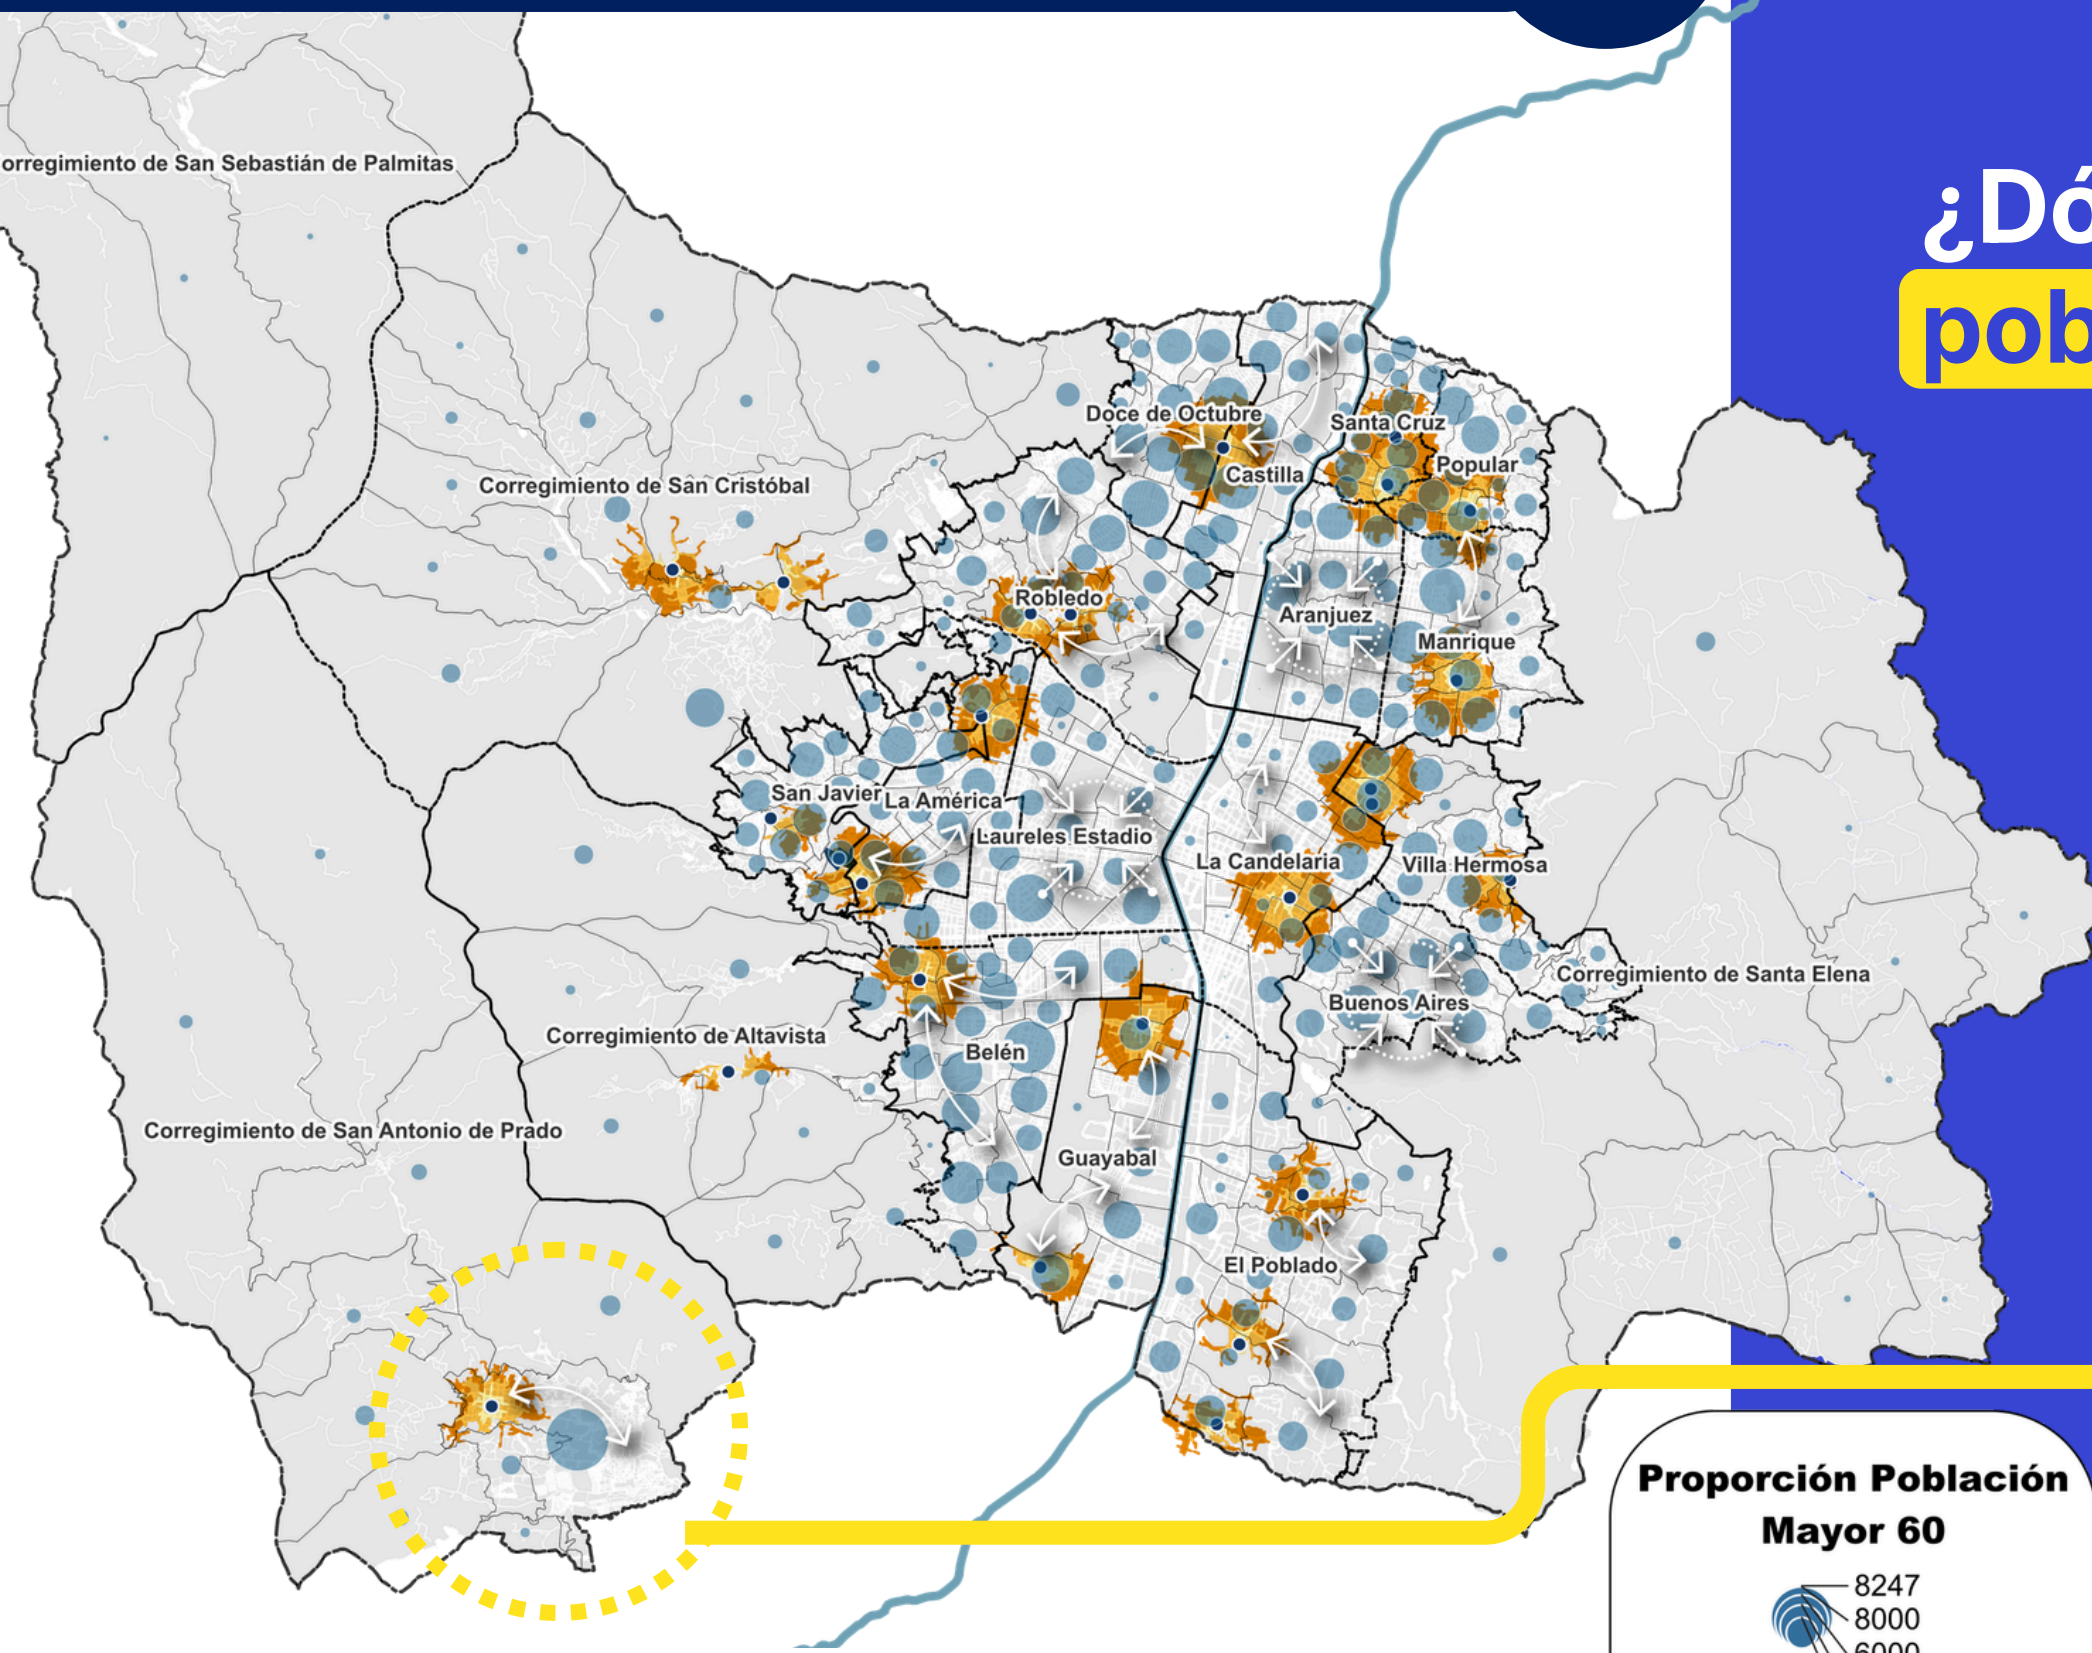 ¿Dó
pob
orregimiento de San Sebastián de Palmitas
Doce de Octubre
Santa Cruz
Popular
Castilla
Corregimiento de San Cristóbal
Robledo
Aranjuez
Manrique
San Javier
La América
Laureles Estadio
La Candelaria
Villa Hermosa
Corregimiento de Santa Elena
Buenos Aires
Corregimiento de Altavista
Belén
Corregimiento de San Antonio de Prado
Guayabal
El Poblado
Proporción Población
Mayor 60
8247
8000
6000